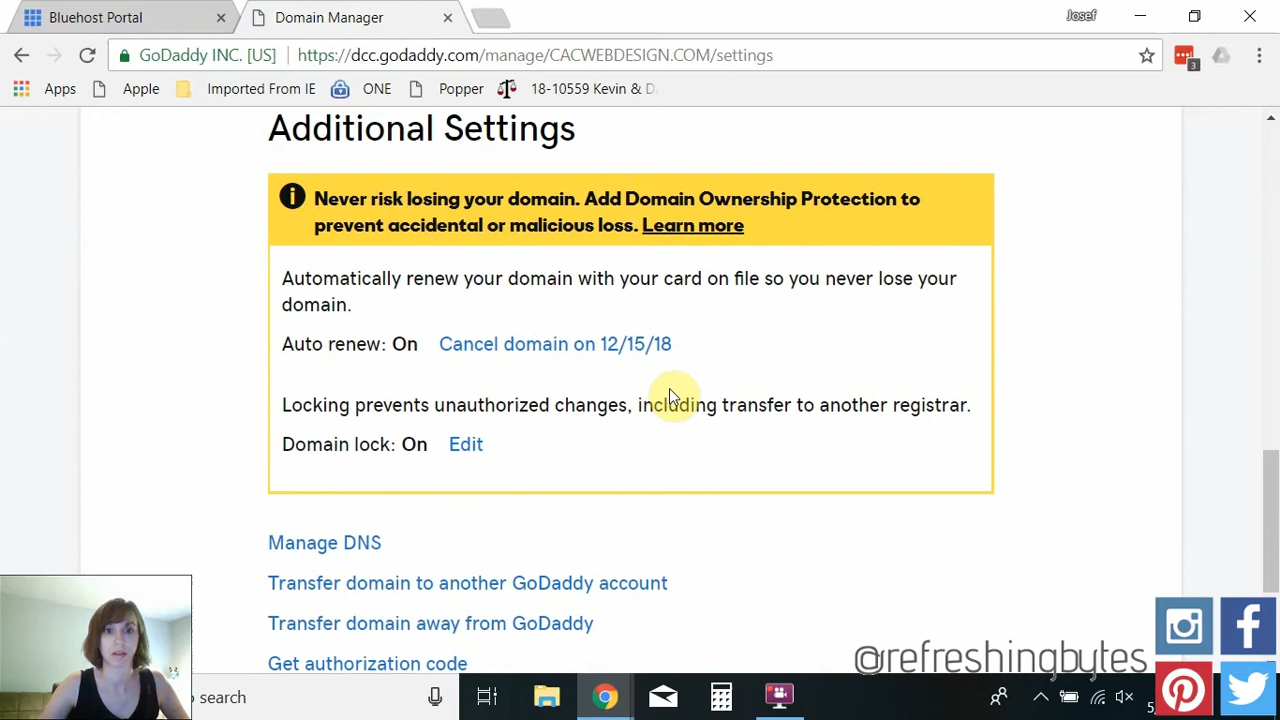 Bluehost Portal
Domain Manager
Josef
GoDaddy INC. [US]
https://dcc.godaddy.com/manage/CACWEBDESIGN.COM/settings
3
Apps
Apple
Imported From IE
ONE
Popper
18-10559 Kevin & D
Additional Settings
Never risk losing your domain. Add Domain Ownership Protection to
prevent accidental or malicious loss. Learn more
Automatically renew your domain with your card on file so you never lose your
domain.
Auto renew: On Cancel domain on 12/15/18
Locking prevents unauthorized changes, including transfer to another registrar.
Domain lock: On Edit
Manage DNS
Transfer domain to another GoDaddy account
Transfer domain away from GoDaddy
Get authorization code
@refreshingbytes
o search